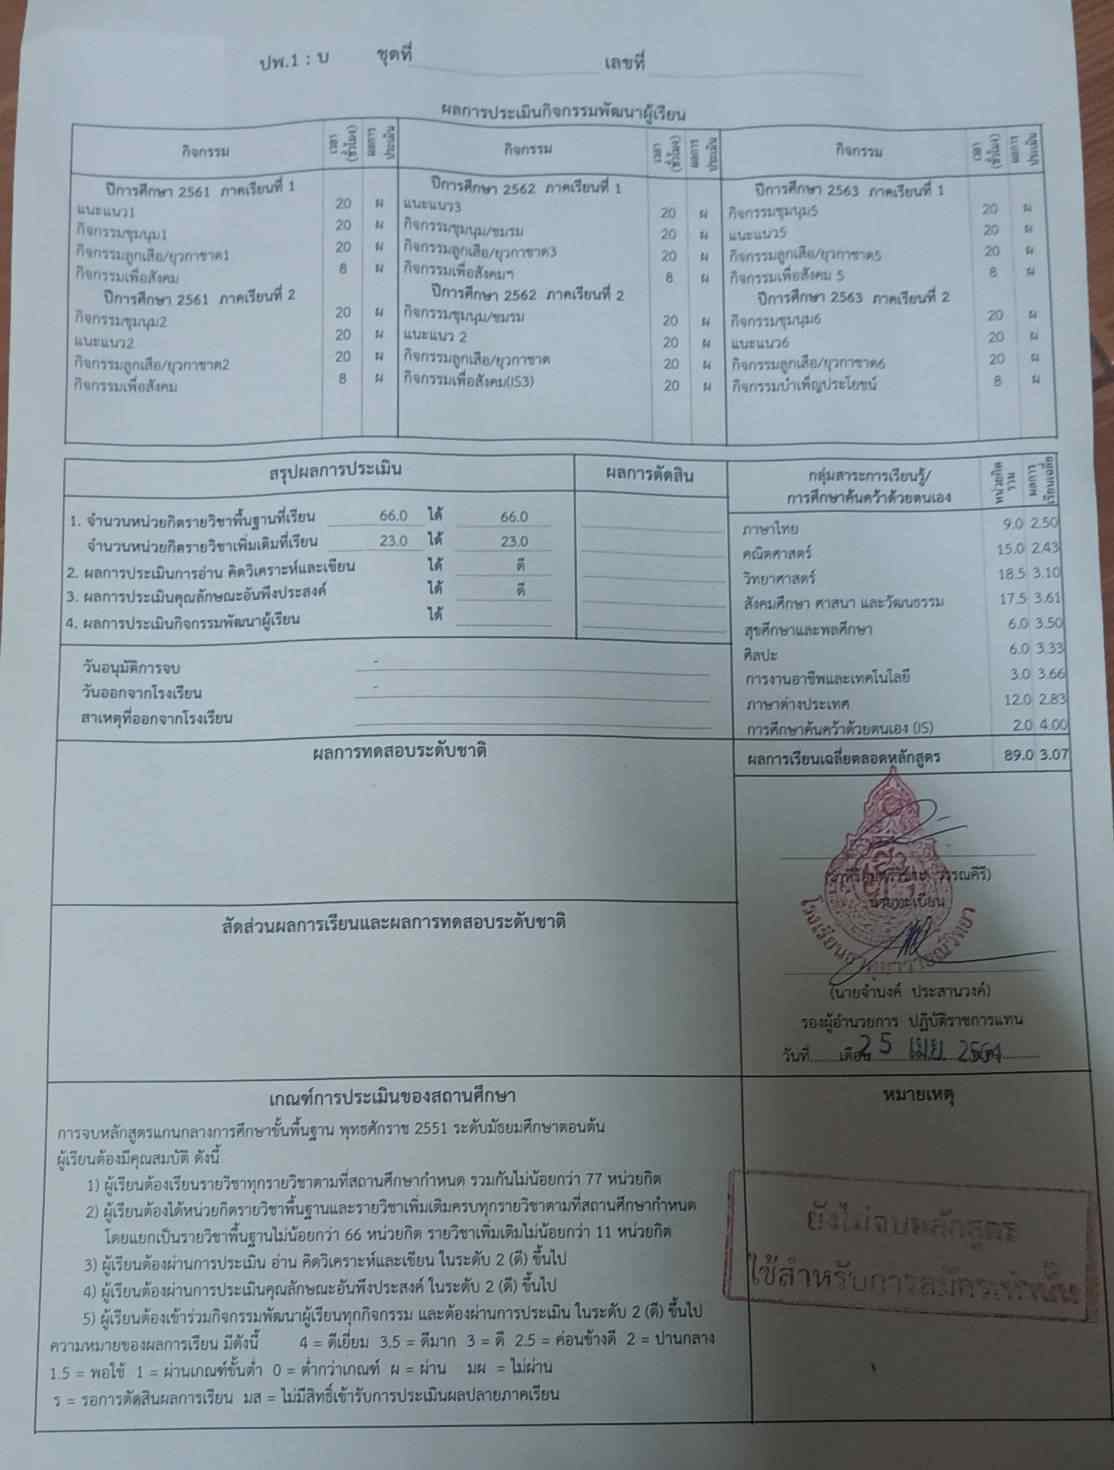 ปพ.1 : บ ชุดที่ เลขที่
ผลการประเมินกิจกรรมพัฒนาผู้เรียน
กิจกรรม เวลา (ชั่วโมง) ผลการประเมิน กิจกรรม เวลา (ชั่วโมง) ผลการประเมิน กิจกรรม เวลา (ชั่วโมง) ผลการประเมิน
ปีการศึกษา 2561 ภาคเรียนที่ 1
แนะแนว1 20 ผ
กิจกรรมชุมนุม1 20 ผ
กิจกรรมลูกเสือ/ยุวกาชาด1 20 ผ
กิจกรรมเพื่อสังคม 8 ผ
ปีการศึกษา 2561 ภาคเรียนที่ 2
กิจกรรมชุมนุม2 20 ผ
แนะแนว2 20 ผ
กิจกรรมลูกเสือ/ยุวกาชาด2 20 ผ
กิจกรรมเพื่อสังคม 8 ผ
ปีการศึกษา 2562 ภาคเรียนที่ 1
แนะแนว3 20 ผ
กิจกรรมชุมนุม/ชมรม 20 ผ
กิจกรรมลูกเสือ/ยุวกาชาด3 20 ผ
กิจกรรมเพื่อสังคมฯ 8 ผ
ปีการศึกษา 2562 ภาคเรียนที่ 2
กิจกรรมชุมนุม/ชมรม 20 ผ
แนะแนว 2 20 ผ
กิจกรรมลูกเสือ/ยุวกาชาด 20 ผ
กิจกรรมเพื่อสังคม(IS3) 20 ผ
ปีการศึกษา 2563 ภาคเรียนที่ 1
กิจกรรมชุมนุม5 20 ผ
แนะแนว5 20 ผ
กิจกรรมลูกเสือ/ยุวกาชาด5 20 ผ
กิจกรรมเพื่อสังคม 5 8 ผ
ปีการศึกษา 2563 ภาคเรียนที่ 2
กิจกรรมชุมนุม6 20 ผ
แนะแนว6 20 ผ
กิจกรรมลูกเสือ/ยุวกาชาด6 20 ผ
กิจกรรมบำเพ็ญประโยชน์ 8 ผ
สรุปผลการประเมิน ผลการตัดสิน
1. จำนวนหน่วยกิตรายวิชาพื้นฐานที่เรียน 66.0 ได้ 66.0
จำนวนหน่วยกิตรายวิชาเพิ่มเติมที่เรียน 23.0 ได้ 23.0
2. ผลการประเมินการอ่าน คิดวิเคราะห์และเขียน ได้ ดี
3. ผลการประเมินคุณลักษณะอันพึงประสงค์ ได้ ดี
4. ผลการประเมินกิจกรรมพัฒนาผู้เรียน ได้
วันอนุมัติการจบ -
วันออกจากโรงเรียน -
สาเหตุที่ออกจากโรงเรียน
กลุ่มสาระการเรียนรู้/ การศึกษาค้นคว้าด้วยตนเอง หน่วยกิตรวม ผลการเรียนเฉลี่ย
ภาษาไทย 9.0 2.50
คณิตศาสตร์ 15.0 2.43
วิทยาศาสตร์ 18.5 3.10
สังคมศึกษา ศาสนา และวัฒนธรรม 17.5 3.61
สุขศึกษาและพลศึกษา 6.0 3.50
ศิลปะ 6.0 3.33
การงานอาชีพและเทคโนโลยี 3.0 3.66
ภาษาต่างประเทศ 12.0 2.83
การศึกษาค้นคว้าด้วยตนเอง (IS) 2.0 4.00
ผลการเรียนเฉลี่ยตลอดหลักสูตร 89.0 3.07
ผลการทดสอบระดับชาติ
สัดส่วนผลการเรียนและผลการทดสอบระดับชาติ
วรรณคีรี)
นายทะเบียน
(นายจำนงค์ ประสานวงค์)
รองผู้อำนวยการ ปฏิบัติราชการแทน
วันที่ เดือน 25 เมย. 2564
เกณฑ์การประเมินของสถานศึกษา
การจบหลักสูตรแกนกลางการศึกษาขั้นพื้นฐาน พุทธศักราช 2551 ระดับมัธยมศึกษาตอนต้น
ผู้เรียนต้องมีคุณสมบัติ ดังนี้
1) ผู้เรียนต้องเรียนรายวิชาทุกรายวิชาตามที่สถานศึกษากำหนด รวมกันไม่น้อยกว่า 77 หน่วยกิต
2) ผู้เรียนต้องได้หน่วยกิตรายวิชาพื้นฐานและรายวิชาเพิ่มเติมครบทุกรายวิชาตามที่สถานศึกษากำหนด
โดยแยกเป็นรายวิชาพื้นฐานไม่น้อยกว่า 66 หน่วยกิต รายวิชาเพิ่มเติมไม่น้อยกว่า 11 หน่วยกิต
3) ผู้เรียนต้องผ่านการประเมิน อ่าน คิดวิเคราะห์และเขียน ในระดับ 2 (ดี) ขึ้นไป
4) ผู้เรียนต้องผ่านการประเมินคุณลักษณะอันพึงประสงค์ ในระดับ 2 (ดี) ขึ้นไป
5) ผู้เรียนต้องเข้าร่วมกิจกรรมพัฒนาผู้เรียนทุกกิจกรรม และต้องผ่านการประเมิน ในระดับ 2 (ดี) ขึ้นไป
ความหมายของผลการเรียน มีดังนี้ 4 = ดีเยี่ยม 3.5 = ดีมาก 3 = ดี 2.5 = ค่อนข้างดี 2 = ปานกลาง
1.5 = พอใช้ 1 = ผ่านเกณฑ์ขั้นต่ำ 0 = ต่ำกว่าเกณฑ์ ผ = ผ่าน มผ = ไม่ผ่าน
ร = รอการตัดสินผลการเรียน มส = ไม่มีสิทธิ์เข้ารับการประเมินผลปลายภาคเรียน
หมายเหตุ
ยังไม่จบหลักสูตร
ใช้สำหรับการสมัครเท่านั้น